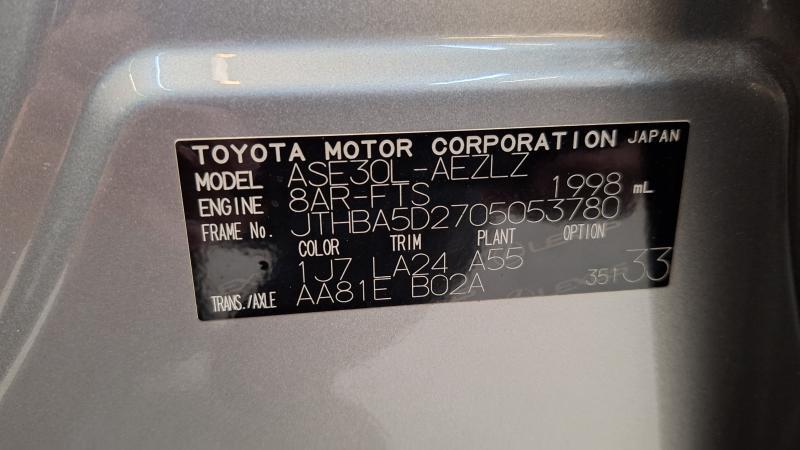 TOYOTA MOTOR CORPORATION JAPAN
MODEL ASE30L-AEZLZ
ENGINE 8AR-FTS 1998 mL
FRAME No. JTHBA5D2705053780
COLOR TRIM PLANT OPTION
1J7 LA24 A55
TRANS./AXLE AA81E B02A 351 33